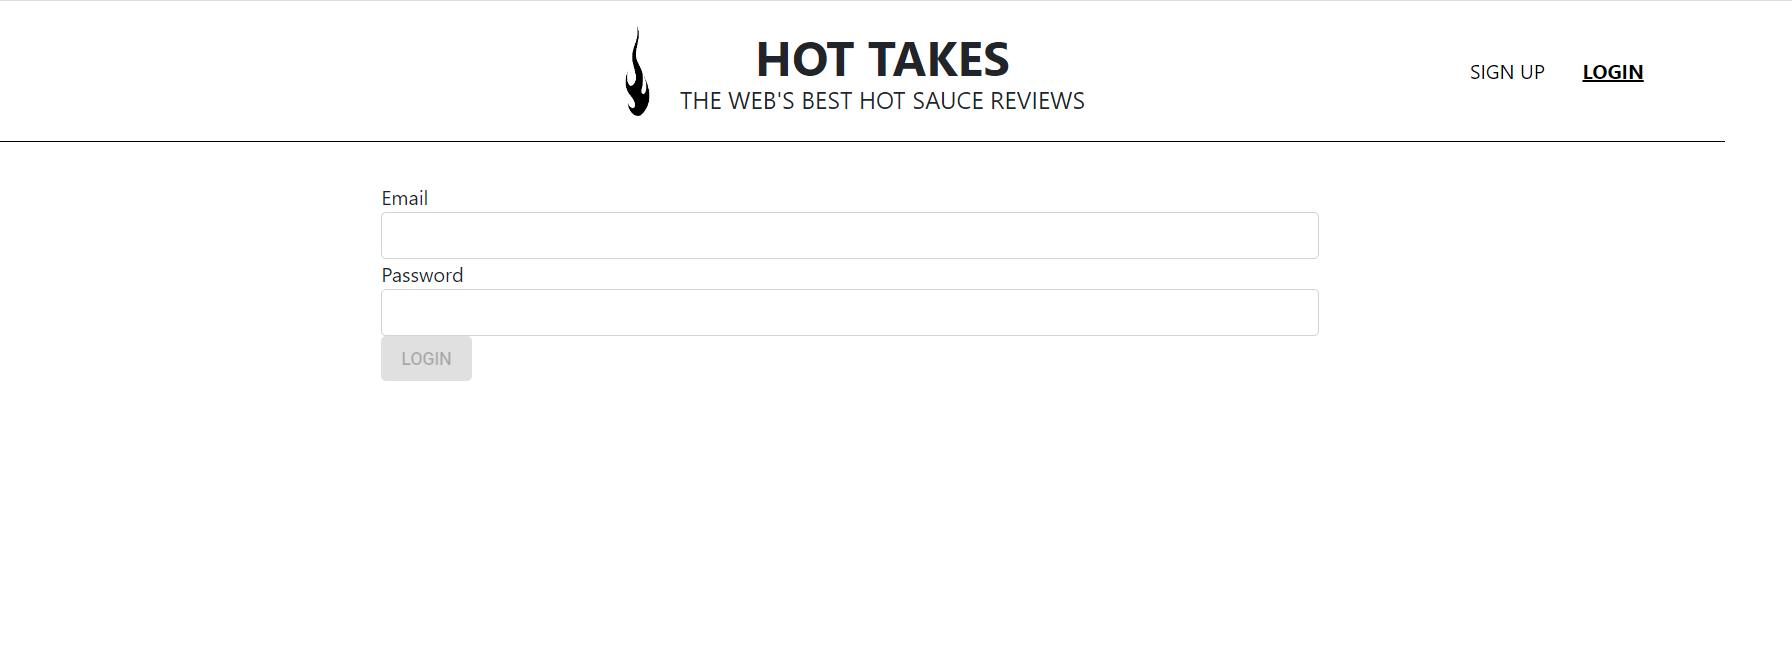 HOT TAKES
THE WEB'S BEST HOT SAUCE REVIEWS
SIGN UP LOGIN
Email
Password
LOGIN